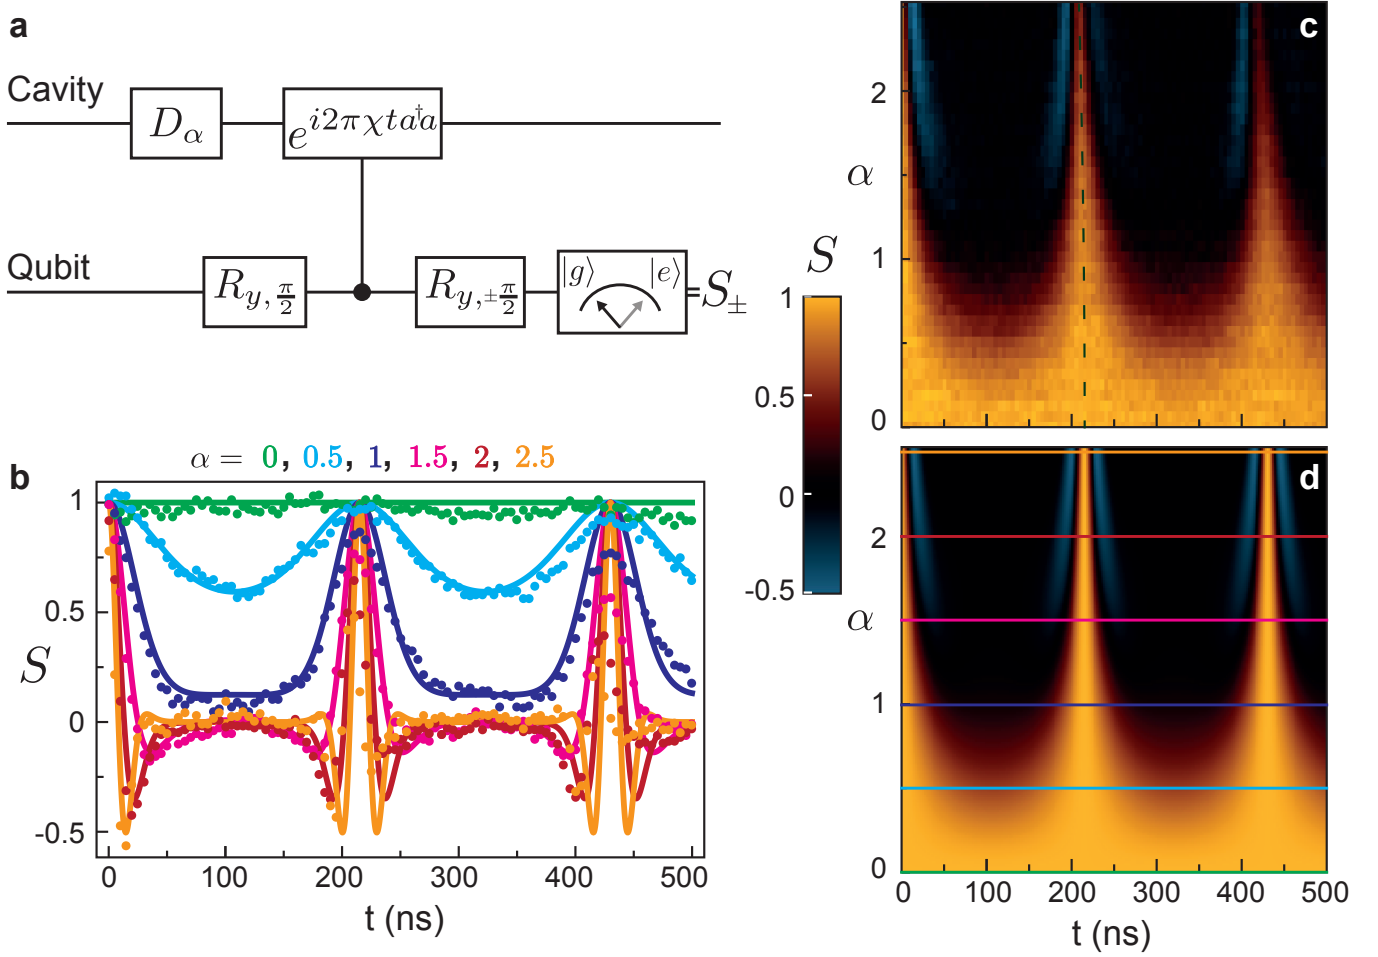 a
Cavity
D_α
e^{i2πχta†a}
Qubit
R_{y,π/2}
R_{y,±π/2}
|g⟩ |e⟩
S_±
b
α = 0, 0.5, 1, 1.5, 2, 2.5
S
1
0.5
0
-0.5
0 100 200 300 400 500
t (ns)
S
1
0.5
0
-0.5
c
α
2
1
0
d
α
2
1
0
0 100 200 300 400 500
t (ns)